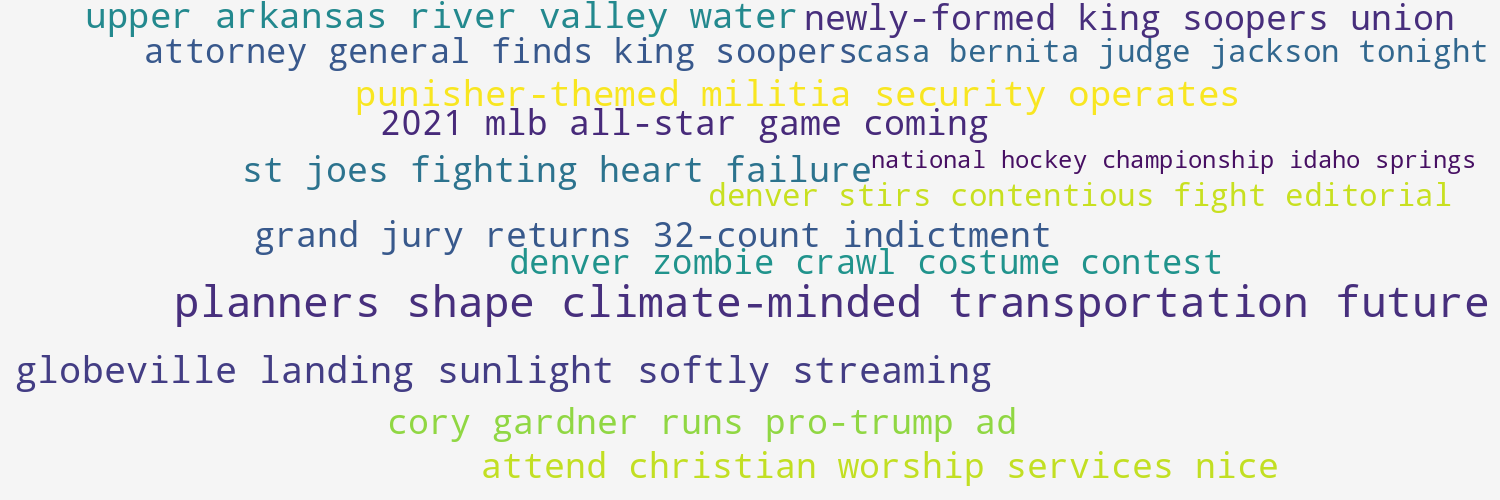 upper arkansas river valley water
newly-formed king soopers union
attorney general finds king soopers
casa bernita judge jackson tonight
punisher-themed militia security operates
2021 mlb all-star game coming
st joes fighting heart failure
national hockey championship idaho springs
denver stirs contentious fight editorial
grand jury returns 32-count indictment
denver zombie crawl costume contest
planners shape climate-minded transportation future
globeville landing sunlight softly streaming
cory gardner runs pro-trump ad
attend christian worship services nice